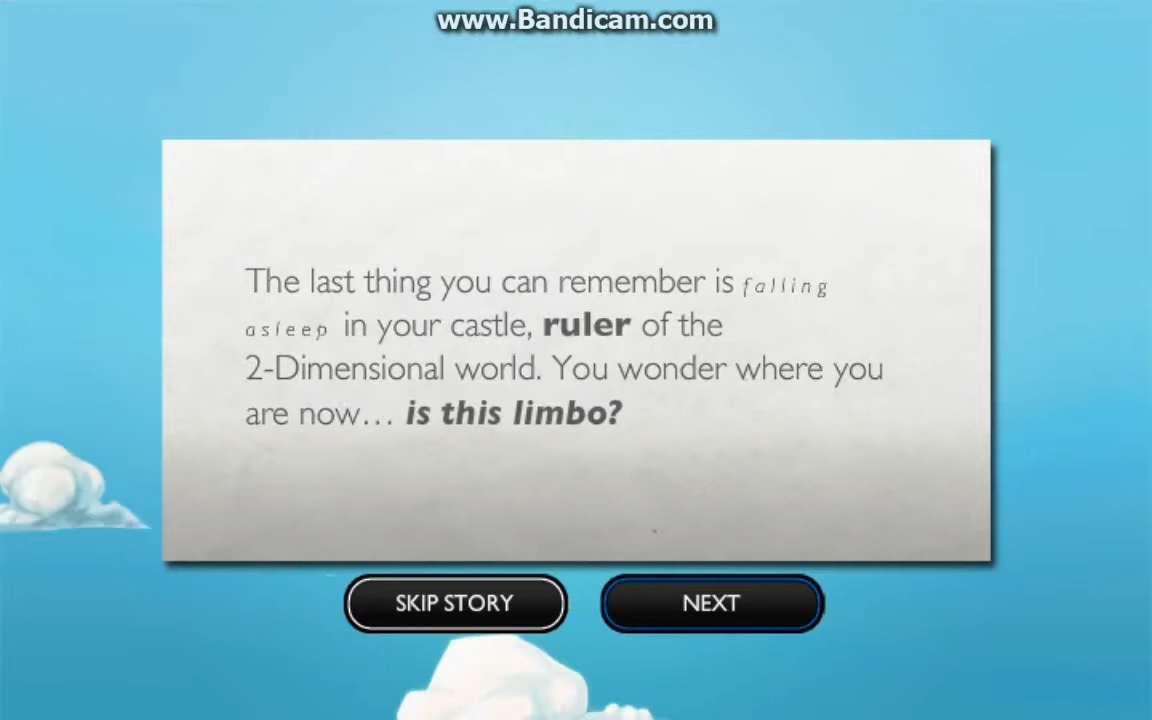 www.Bandicam.com
The last thing you can remember is falling
asleep in your castle, ruler of the
2-Dimensional world. You wonder where you
are now... is this limbo?
SKIP STORY
NEXT